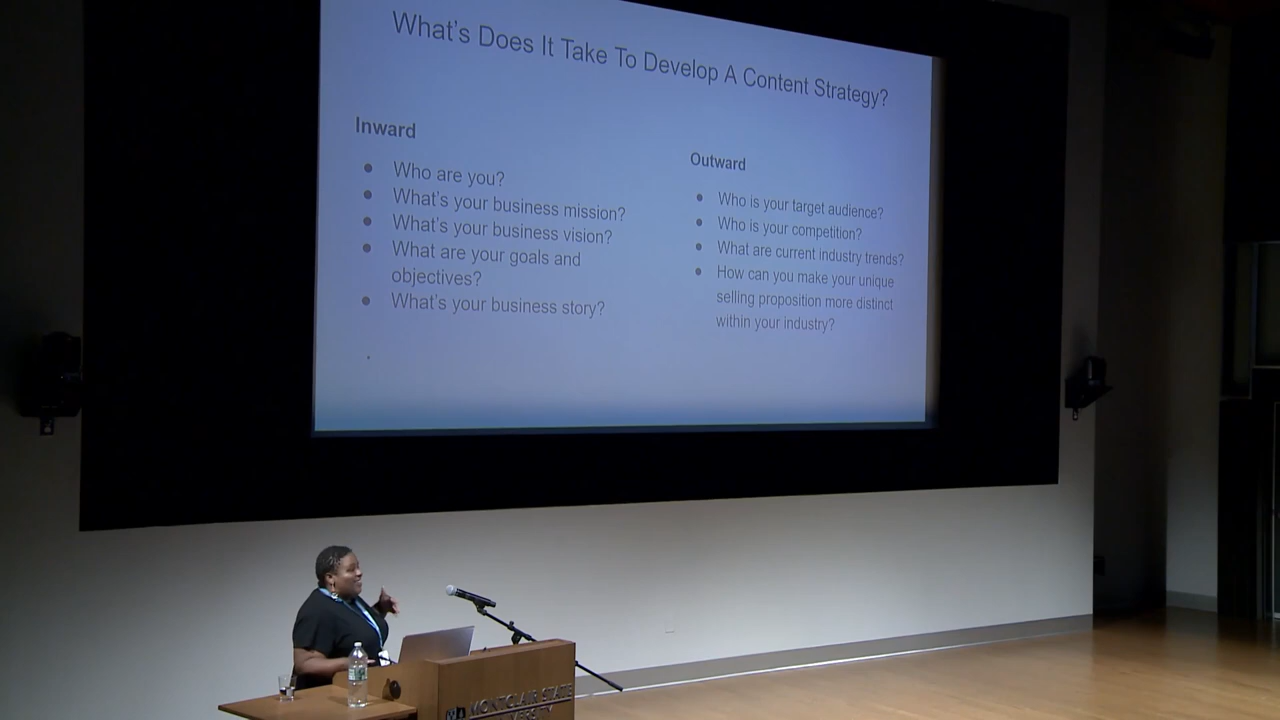 What's Does It Take To Develop A Content Strategy?
Inward
Who are you?
What's your business mission?
What's your business vision?
What are your goals and
objectives?
What's your business story?
Outward
Who is your target audience?
Who is your competition?
What are current industry trends?
How can you make your unique
selling proposition more distinct
within your industry?
MONTCLAIR STATE
UNIVERSITY